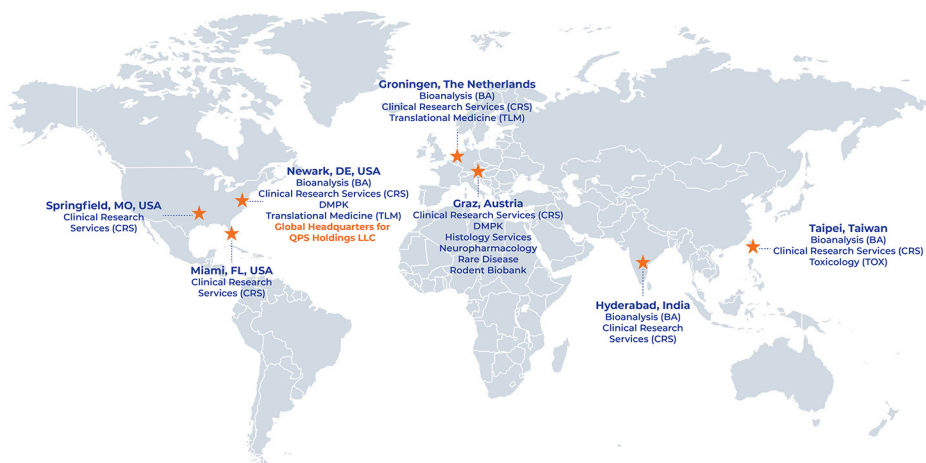 Groningen, The Netherlands
Bioanalysis (BA)
Clinical Research Services (CRS)
Translational Medicine (TLM)
Newark, DE, USA
Bioanalysis (BA)
Clinical Research Services (CRS)
DMPK
Translational Medicine (TLM)
Global Headquarters for
QPS Holdings LLC
Springfield, MO, USA
Clinical Research
Services (CRS)
Miami, FL, USA
Clinical Research
Services (CRS)
Graz, Austria
Clinical Research Services (CRS)
DMPK
Histology Services
Neuropharmacology
Rare Disease
Rodent Biobank
Hyderabad, India
Bioanalysis (BA)
Clinical Research
Services (CRS)
Taipei, Taiwan
Bioanalysis (BA)
Clinical Research Services (CRS)
Toxicology (TOX)